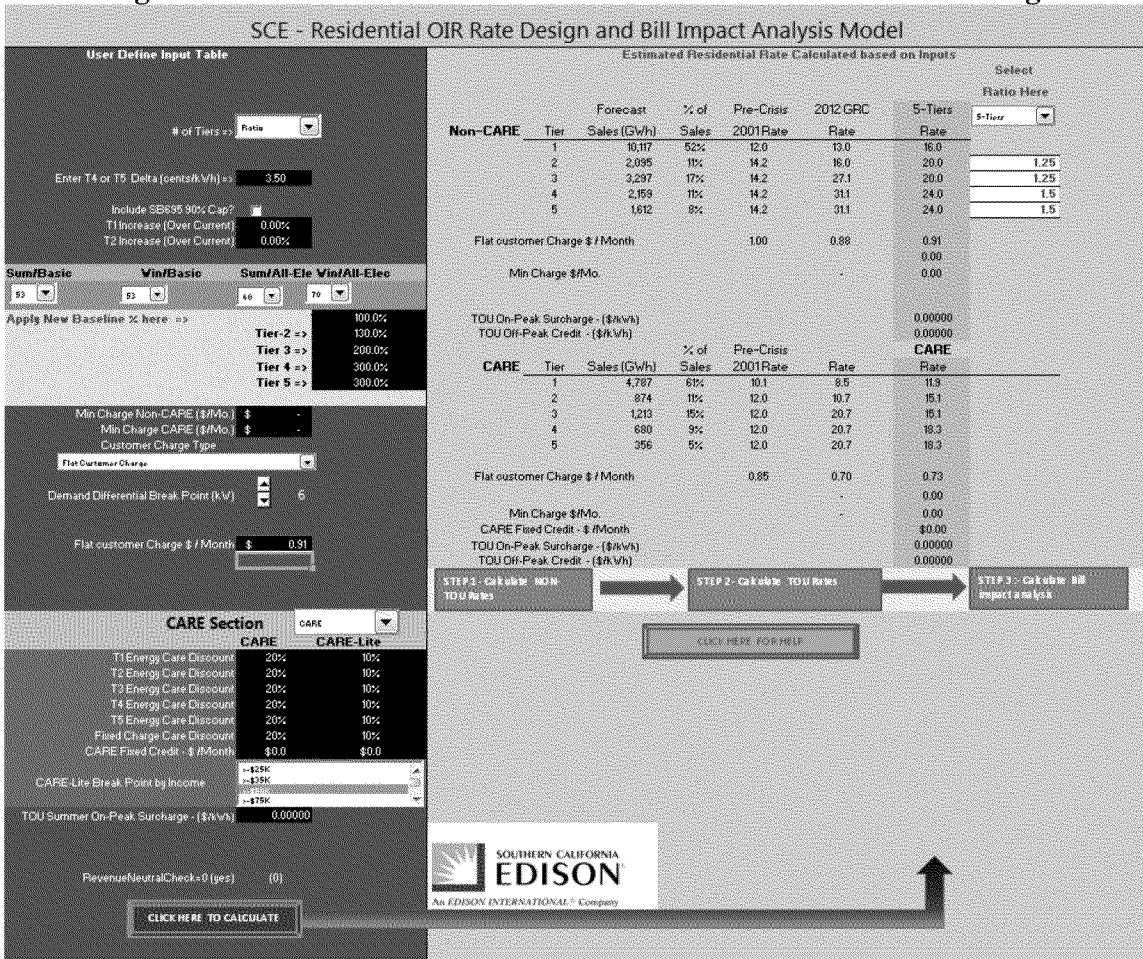 SCE - Residential OIR Rate Design and Bill Impact Analysis Model
User Define Input Table
# of Tiers => Ratio
Enter T4 or T5 Delta (cents/kWh) => 3.50
Include SB695 90% Cap?
T1 Increase (Over Current) 0.00%
T2 Increase (Over Current) 0.00%
Sum/Basic Win/Basic Sum/All-Ele Win/All-Elec
53 53 60 70
Apply New Baseline % here => 100.0%
Tier-2 => 130.0%
Tier 3 => 200.0%
Tier 4 => 300.0%
Tier 5 => 300.0%
Min Charge Non-CARE ($/Mo.) $ -
Min Charge CARE ($/Mo.) $ -
Customer Charge Type
Flat Customer Charge
Demand Differential Break Point (kW) 6
Flat customer Charge $ / Month $ 0.91
CARE Section CARE
CARE CARE-Lite
T1 Energy Care Discount 20% 10%
T2 Energy Care Discount 20% 10%
T3 Energy Care Discount 20% 10%
T4 Energy Care Discount 20% 10%
T5 Energy Care Discount 20% 10%
Fixed Charge Care Discount 20% 10%
CARE Fixed Credit - $ /Month $0.0 $0.0
CARE-Lite Break Point by Income
>-$25K
>-$35K
>-$75K
TOU Summer On-Peak Surcharge - ($/kWh) 0.00000
RevenueNeutralCheck=0 (yes) (0)
CLICK HERE TO CALCULATE
Estimated Residential Rate Calculated based on Inputs
Select
Ratio Here
Forecast % of Pre-Crisis 2012 GRC 5-Tiers 5-Tiers
Non-CARE Tier Sales (GWh) Sales 2001 Rate Rate Rate
1 10,117 52% 12.0 13.0 16.0
2 2,095 11% 14.2 16.0 20.0 1.25
3 3,297 17% 14.2 27.1 20.0 1.25
4 2,159 11% 14.2 31.1 24.0 1.5
5 1,612 8% 14.2 31.1 24.0 1.5
Flat customer Charge $ / Month 1.00 0.88 0.91
0.00
Min Charge $/Mo. - 0.00
TOU On-Peak Surcharge - ($/kWh) 0.00000
TOU Off-Peak Credit - ($/kWh) 0.00000
% of Pre-Crisis CARE
CARE Tier Sales (GWh) Sales 2001 Rate Rate Rate
1 4,787 61% 10.1 8.5 11.9
2 874 11% 12.0 10.7 15.1
3 1,213 15% 12.0 20.7 15.1
4 680 9% 12.0 20.7 18.3
5 356 5% 12.0 20.7 18.3
Flat customer Charge $ / Month 0.85 0.70 0.73
- 0.00
Min Charge $/Mo. - 0.00
CARE Fixed Credit - $ /Month $0.00
TOU On-Peak Surcharge - ($/kWh) 0.00000
TOU Off-Peak Credit - ($/kWh) 0.00000
STEP 1 - Calculate NON-
TOU Rates
STEP 2 - Calculate TOU Rates
STEP 3 :- Calculate Bill
impact analysis
CLICK HERE FOR HELP
SOUTHERN CALIFORNIA
EDISON
An EDISON INTERNATIONAL® Company